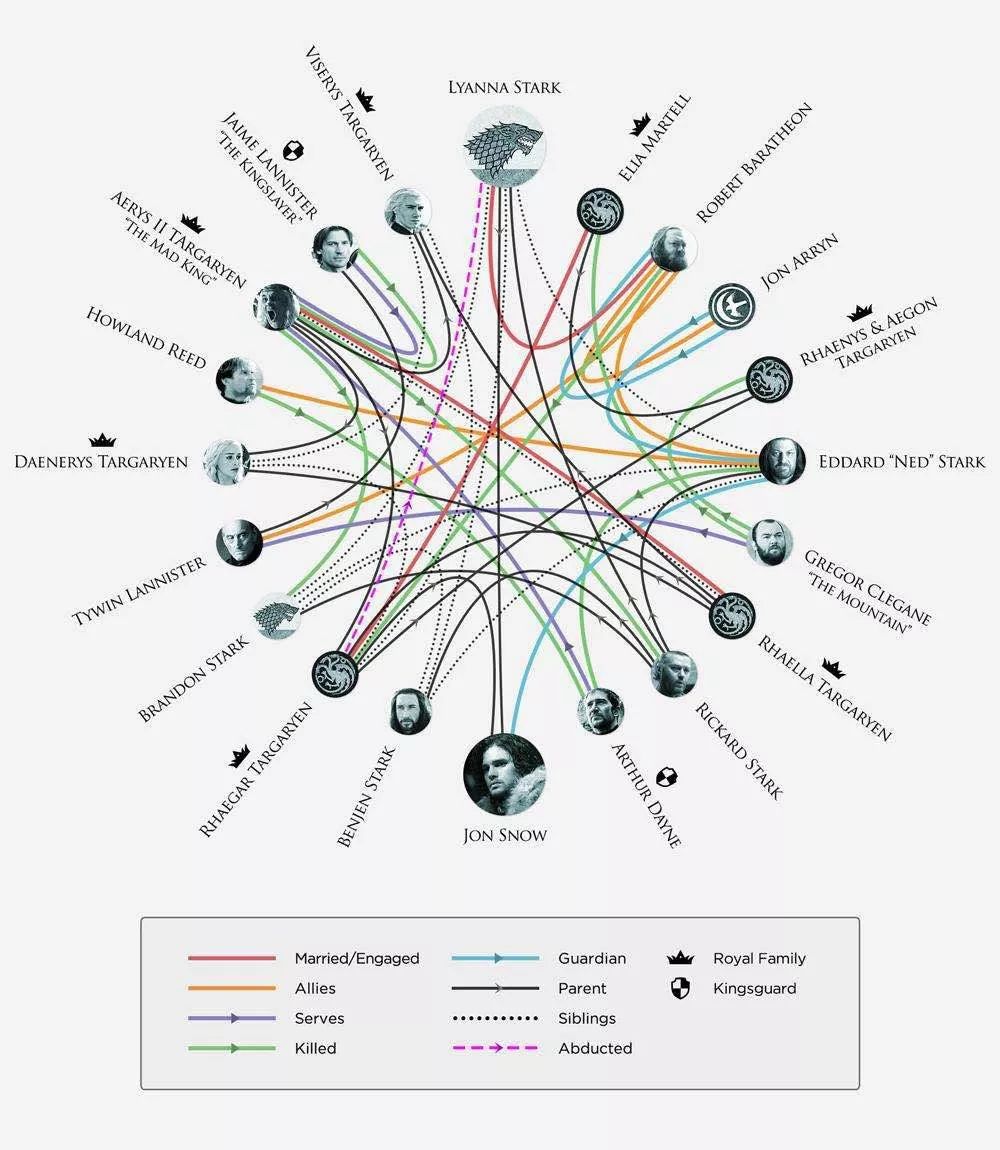 LYANNA STARK
ELIA MARTELL
ROBERT BARATHEON
JON ARRYN
RHAENYS & AEGON
TARGARYEN
EDDARD “NED” STARK
GREGOR CLEGANE
“THE MOUNTAIN”
RHAELLA TARGARYEN
RICKARD STARK
ARTHUR DAYNE
JON SNOW
BENJEN STARK
RHAEGAR TARGARYEN
BRANDON STARK
TYWIN LANNISTER
DAENERYS TARGARYEN
HOWLAND REED
AERYS II TARGARYEN
“THE MAD KING”
JAIME LANNISTER
“THE KINGSLAYER”
VISERYS TARGARYEN
Married/Engaged
Allies
Serves
Killed
Guardian
Parent
Siblings
Abducted
Royal Family
Kingsguard